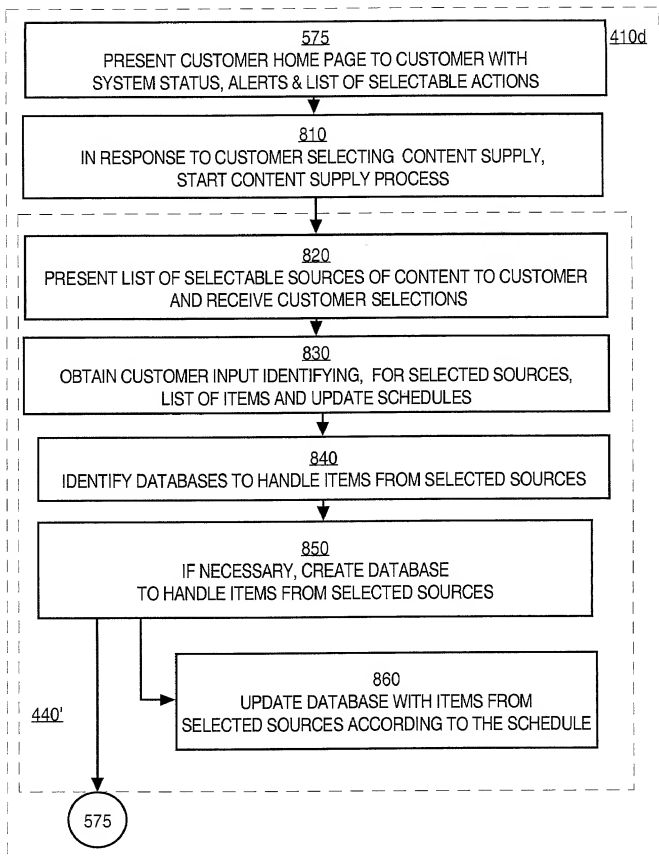 575
410d
PRESENT CUSTOMER HOME PAGE TO CUSTOMER WITH
SYSTEM STATUS, ALERTS & LIST OF SELECTABLE ACTIONS
810
IN RESPONSE TO CUSTOMER SELECTING CONTENT SUPPLY,
START CONTENT SUPPLY PROCESS
820
PRESENT LIST OF SELECTABLE SOURCES OF CONTENT TO CUSTOMER
AND RECEIVE CUSTOMER SELECTIONS
830
OBTAIN CUSTOMER INPUT IDENTIFYING, FOR SELECTED SOURCES,
LIST OF ITEMS AND UPDATE SCHEDULES
840
IDENTIFY DATABASES TO HANDLE ITEMS FROM SELECTED SOURCES
850
IF NECESSARY, CREATE DATABASE
TO HANDLE ITEMS FROM SELECTED SOURCES
860
UPDATE DATABASE WITH ITEMS FROM
SELECTED SOURCES ACCORDING TO THE SCHEDULE
440'
575